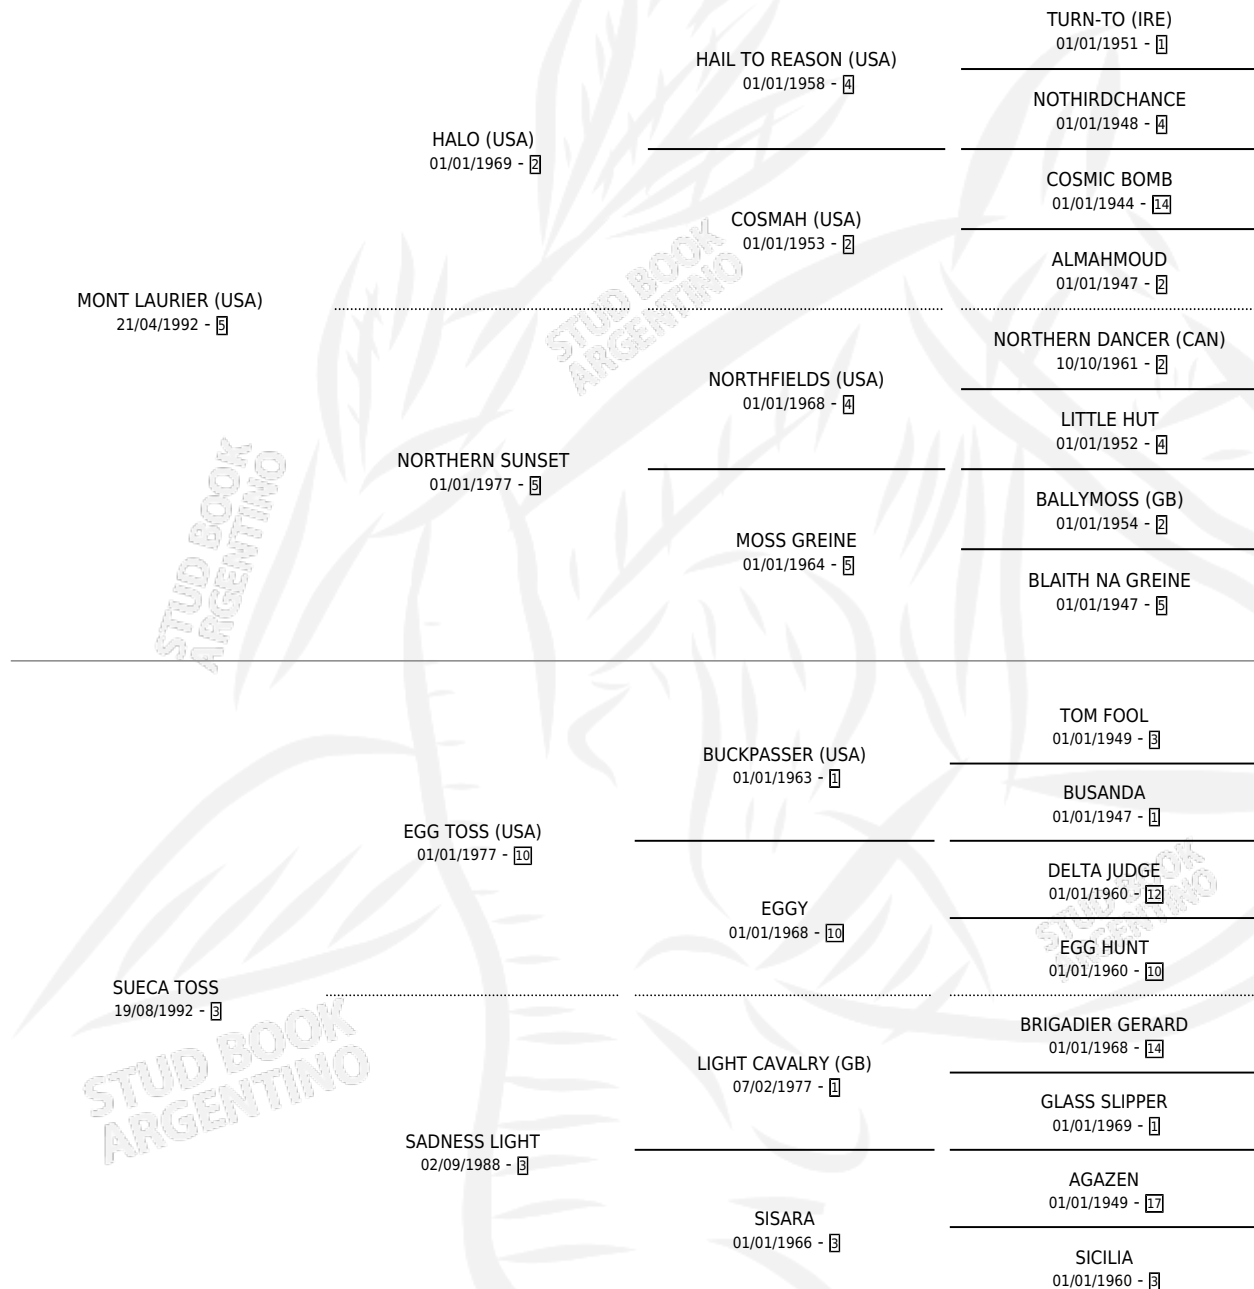 TURN-TO (IRE)
01/01/1951 - 1
HAIL TO REASON (USA)
01/01/1958 - 4
NOTHIRDCHANCE
01/01/1948 - 4
HALO (USA)
01/01/1969 - 2
COSMIC BOMB
01/01/1944 - 14
COSMAH (USA)
01/01/1953 - 2
ALMAHMOUD
01/01/1947 - 2
MONT LAURIER (USA)
21/04/1992 - 5
NORTHERN DANCER (CAN)
10/10/1961 - 2
NORTHFIELDS (USA)
01/01/1968 - 4
LITTLE HUT
01/01/1952 - 4
NORTHERN SUNSET
01/01/1977 - 5
BALLYMOSS (GB)
01/01/1954 - 2
MOSS GREINE
01/01/1964 - 5
BLAITH NA GREINE
01/01/1947 - 5
STUD BOOK
ARGENTINO
STUD BOOK
ARGENTINO
TOM FOOL
01/01/1949 - 3
BUCKPASSER (USA)
01/01/1963 - 1
BUSANDA
01/01/1947 - 1
EGG TOSS (USA)
01/01/1977 - 10
DELTA JUDGE
01/01/1960 - 12
EGGY
01/01/1968 - 10
EGG HUNT
01/01/1960 - 10
STUD BOOK
ARGENTINO
SUECA TOSS
19/08/1992 - 3
BRIGADIER GERARD
01/01/1968 - 14
LIGHT CAVALRY (GB)
07/02/1977 - 1
GLASS SLIPPER
01/01/1969 - 1
STUD BOOK
ARGENTINO
SADNESS LIGHT
02/09/1988 - 3
AGAZEN
01/01/1949 - 17
SISARA
01/01/1966 - 3
SICILIA
01/01/1960 - 3